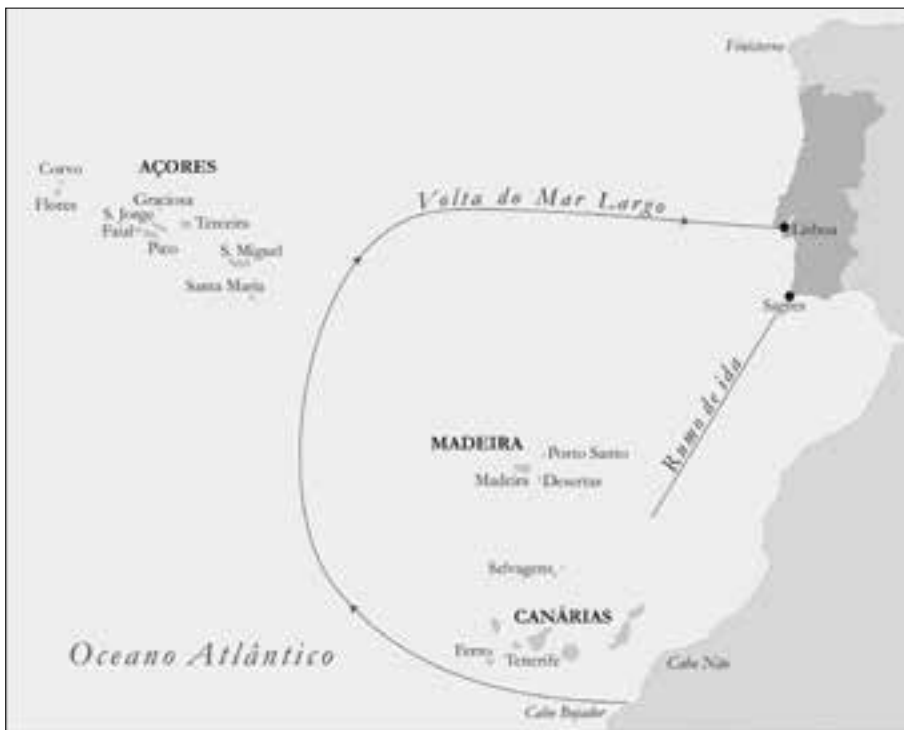 Finisterra
Corvo
AÇORES
Flores
Graciosa
S. Jorge
Terceira
Faial
Pico
S. Miguel
Santa Maria
Volta do Mar Largo
Lisboa
Sagres
Rumo de ida
MADEIRA
Porto Santo
Madeira
Desertas
Selvagens
CANÁRIAS
Ferro
Tenerife
Oceano Atlântico
Cabo Não
Cabo Bojador